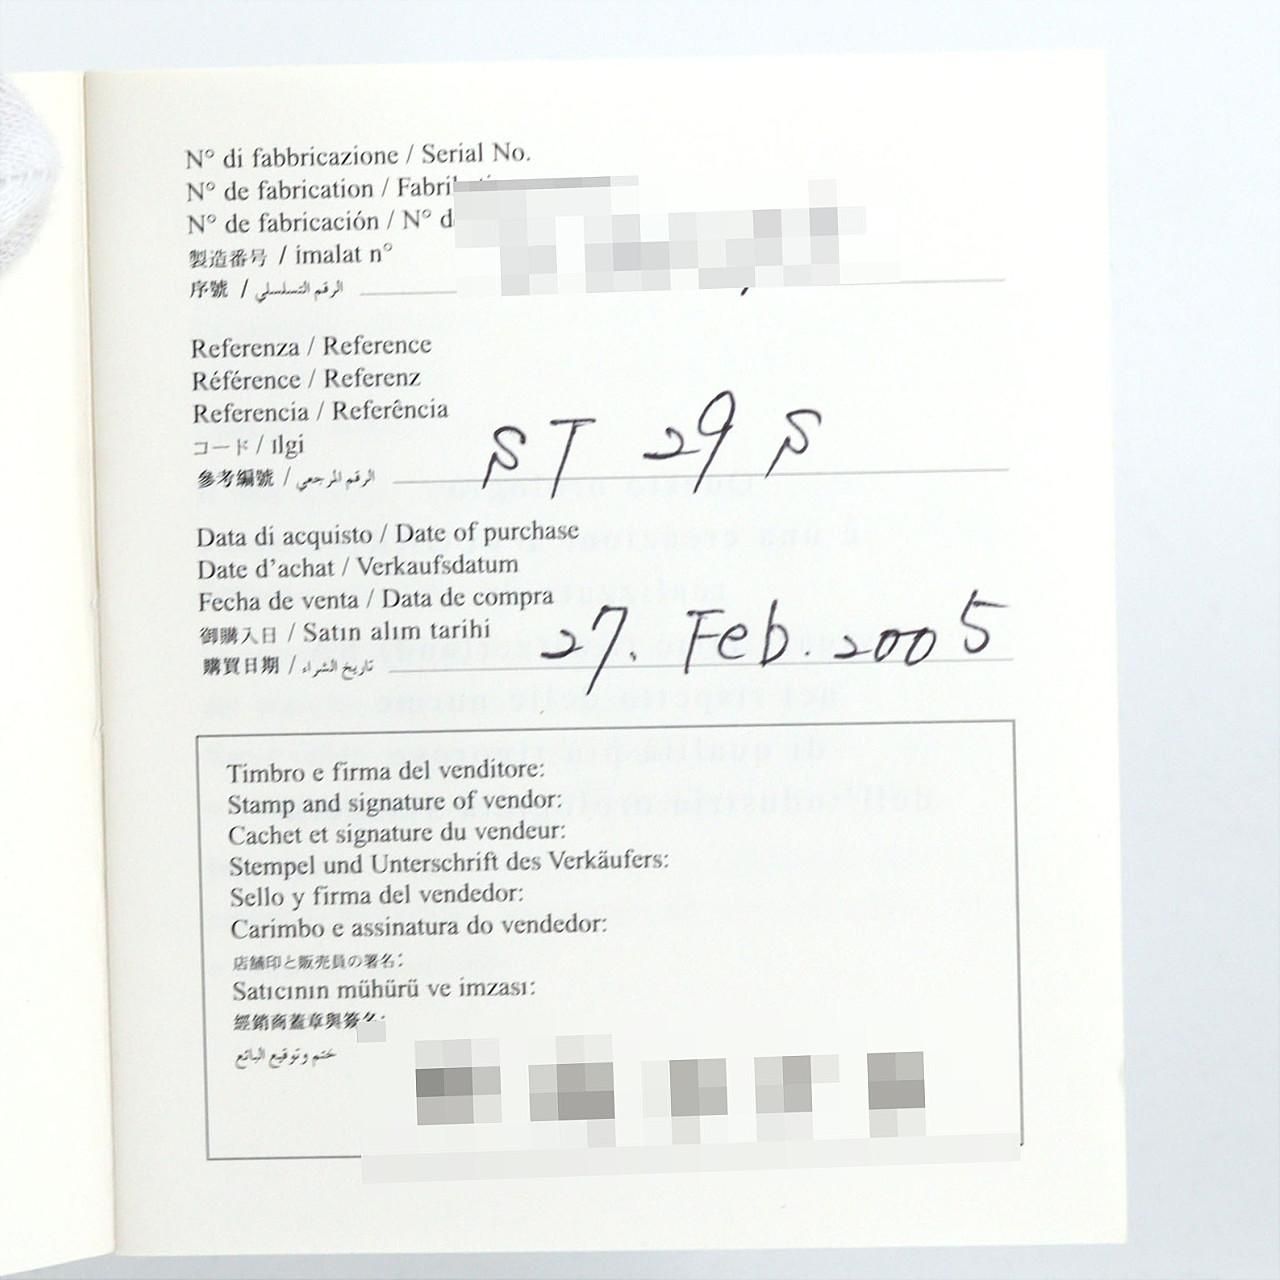 N° di fabbricazione / Serial No.
N° de fabrication /
N° de fabricación / N°
製造番号 / imalat n°
序號 / الرقم التسلسلي
Referenza / Reference
Référence / Referenz
Referencia / Referência
コード / ılgi
參考編號 / الرقم المرجعي
ST 29 S
Data di acquisto / Date of purchase
Date d'achat / Verkaufsdatum
Fecha de venta / Data de compra
御購入日 / Satın alım tarihi
購買日期 / تاريخ الشراء
27. Feb. 2005
Timbro e firma del venditore:
Stamp and signature of vendor:
Cachet et signature du vendeur:
Stempel und Unterschrift des Verkäufers:
Sello y firma del vendedor:
Carimbo e assinatura do vendedor:
店舗印と販売員の署名:
Satıcının mühürü ve imzası:
經銷商蓋章與簽名:
ختم وتوقيع البائع